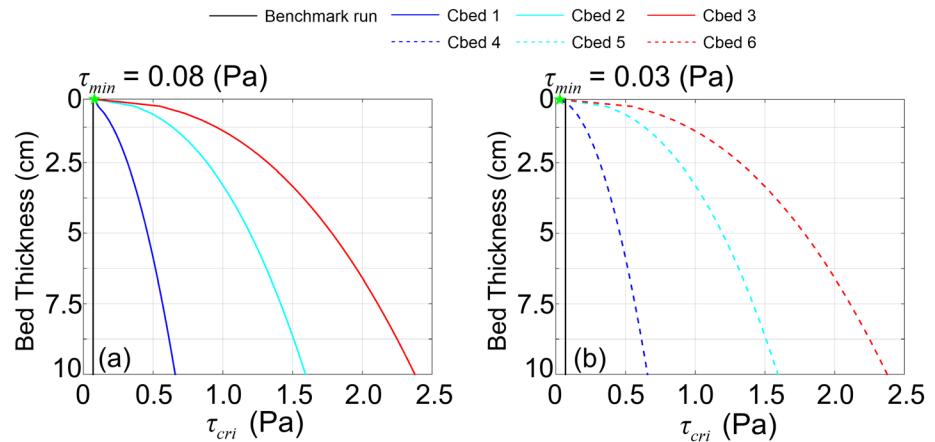 Benchmark run Cbed 1 Cbed 2 Cbed 3
Cbed 4 Cbed 5 Cbed 6
τmin = 0.08 (Pa)
0
2.5
5
7.5
10
Bed Thickness (cm)
(a)
0.0 0.5 1.0 1.5 2.0 2.5
τcri (Pa)
τmin = 0.03 (Pa)
0
2.5
5
7.5
10
Bed Thickness (cm)
(b)
0.0 0.5 1.0 1.5 2.0 2.5
τcri (Pa)